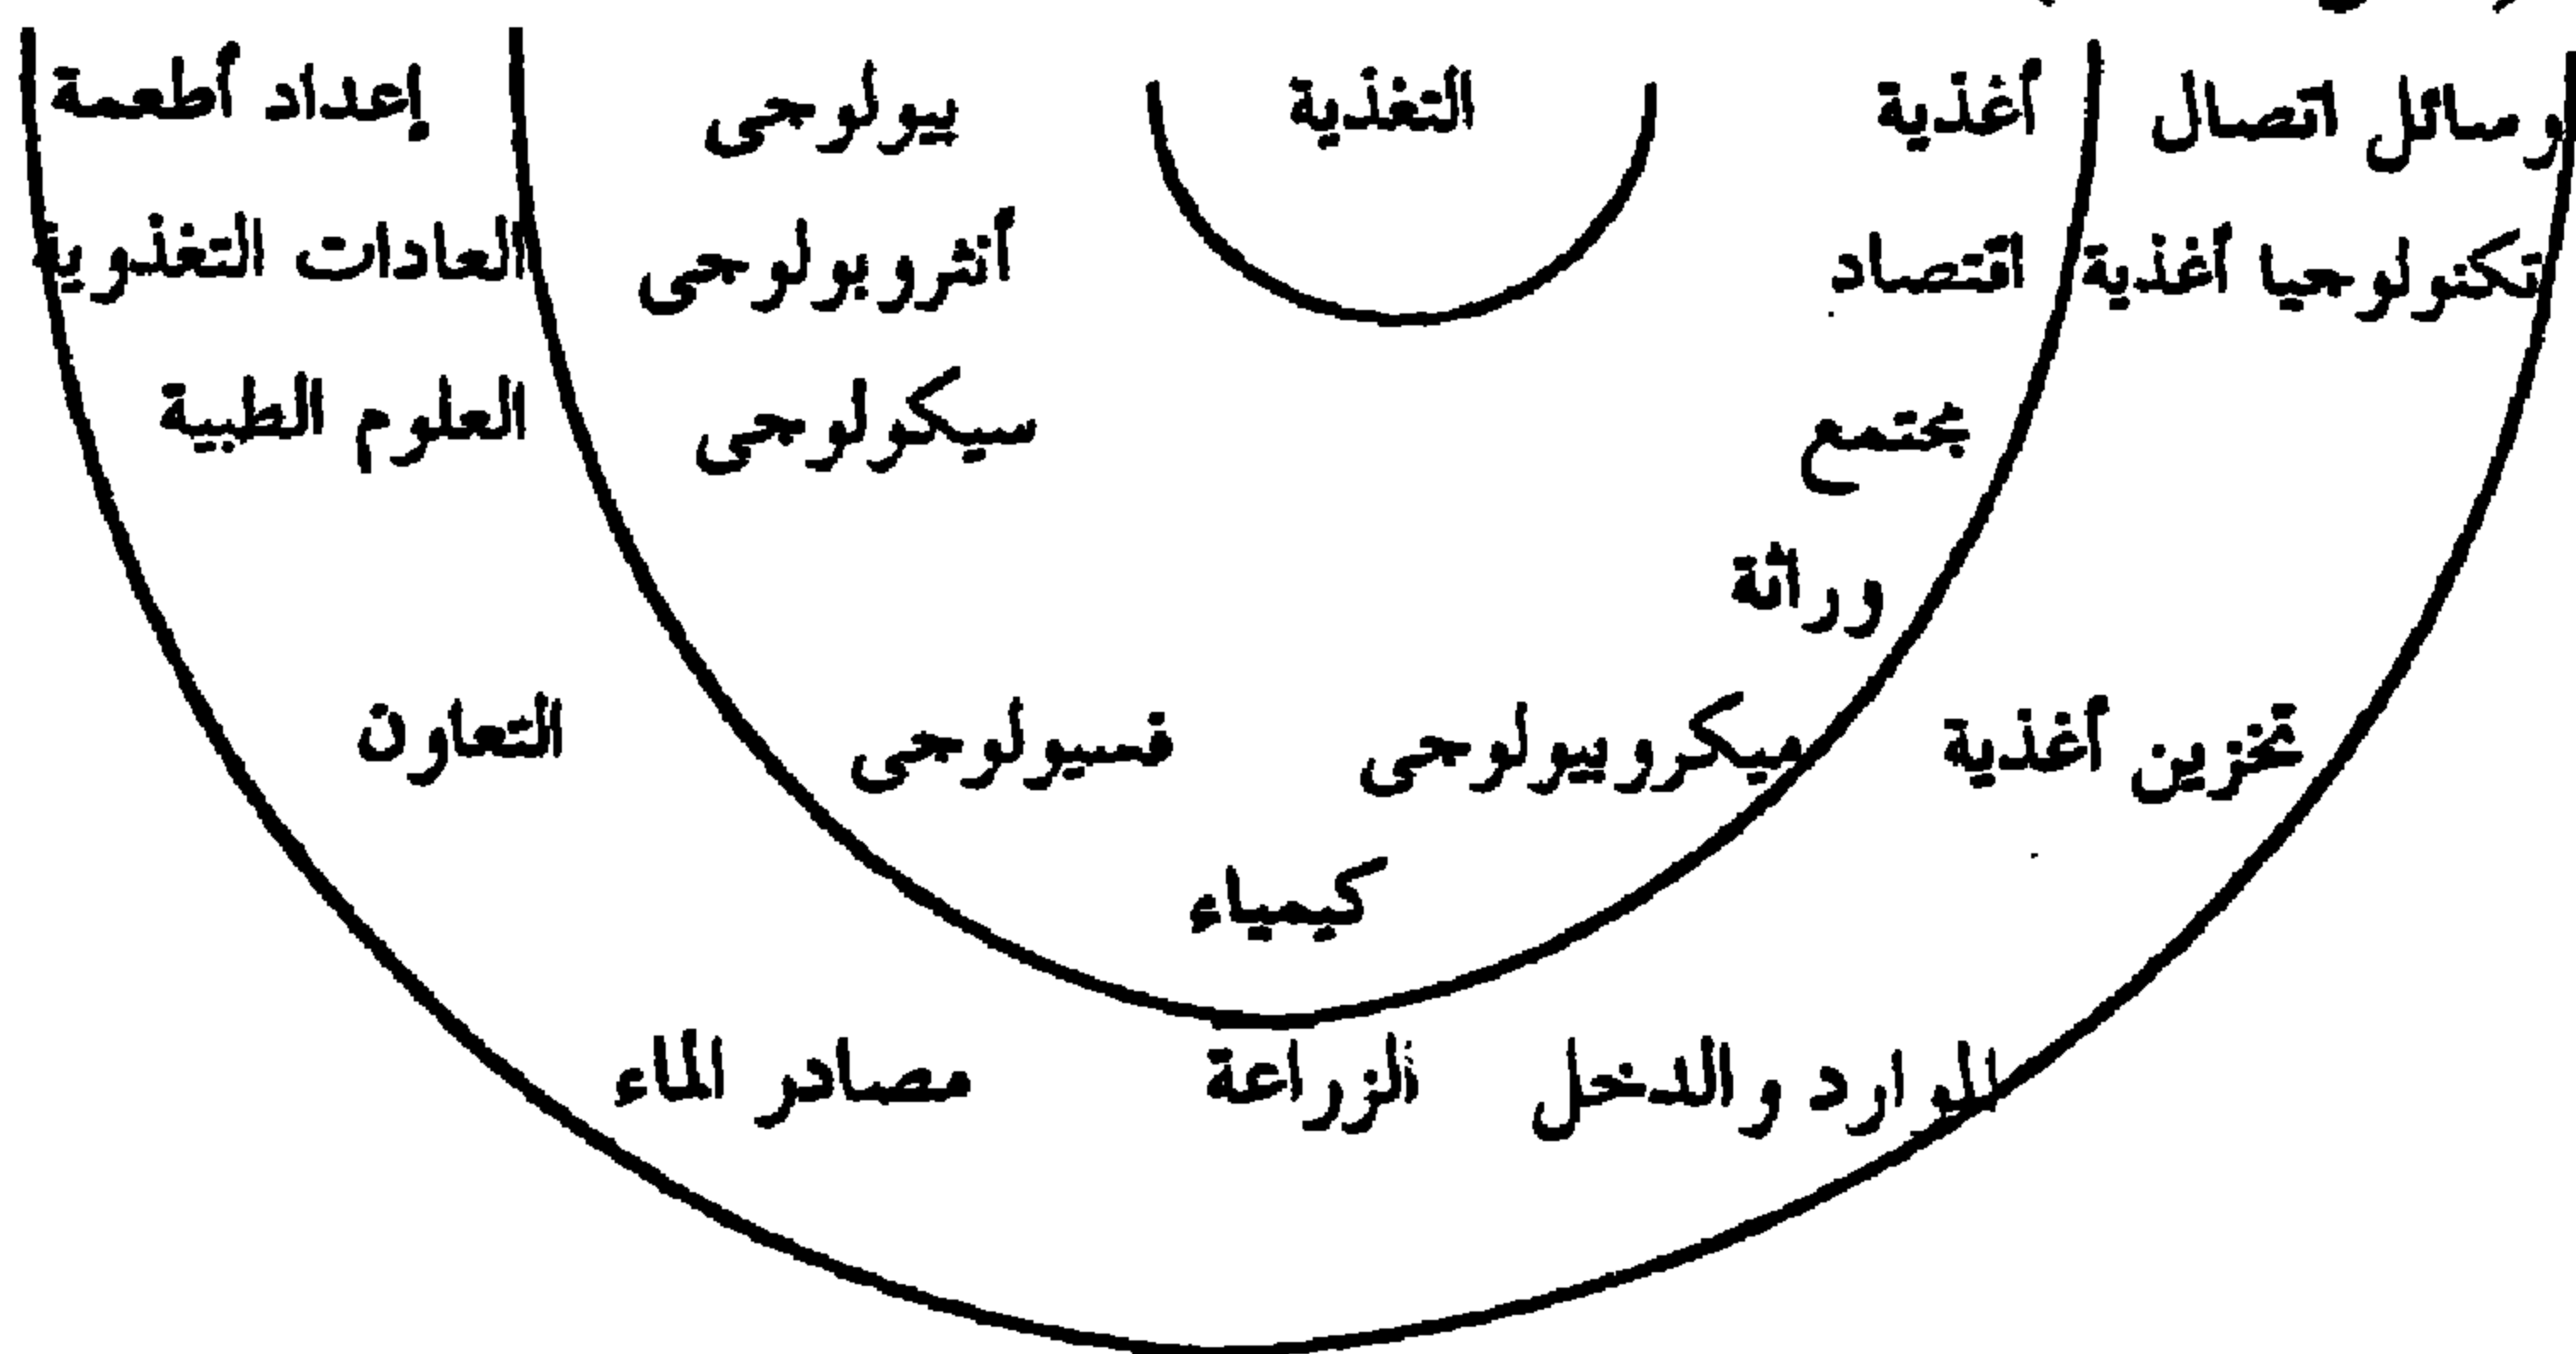 وسائل اتصال أغذية التغذية بيولوجى إعداد أطعمة
تكنولوجيا أغذية اقتصاد أنثروبولوجى العادات التغذوية
مجتمع سيكولوجى العلوم الطبية
وراثة
تخزين أغذية ميكروبيولوجى فسيولوجى التعاون
كيمياء
الموارد والدخل الزراعة مصادر الماء